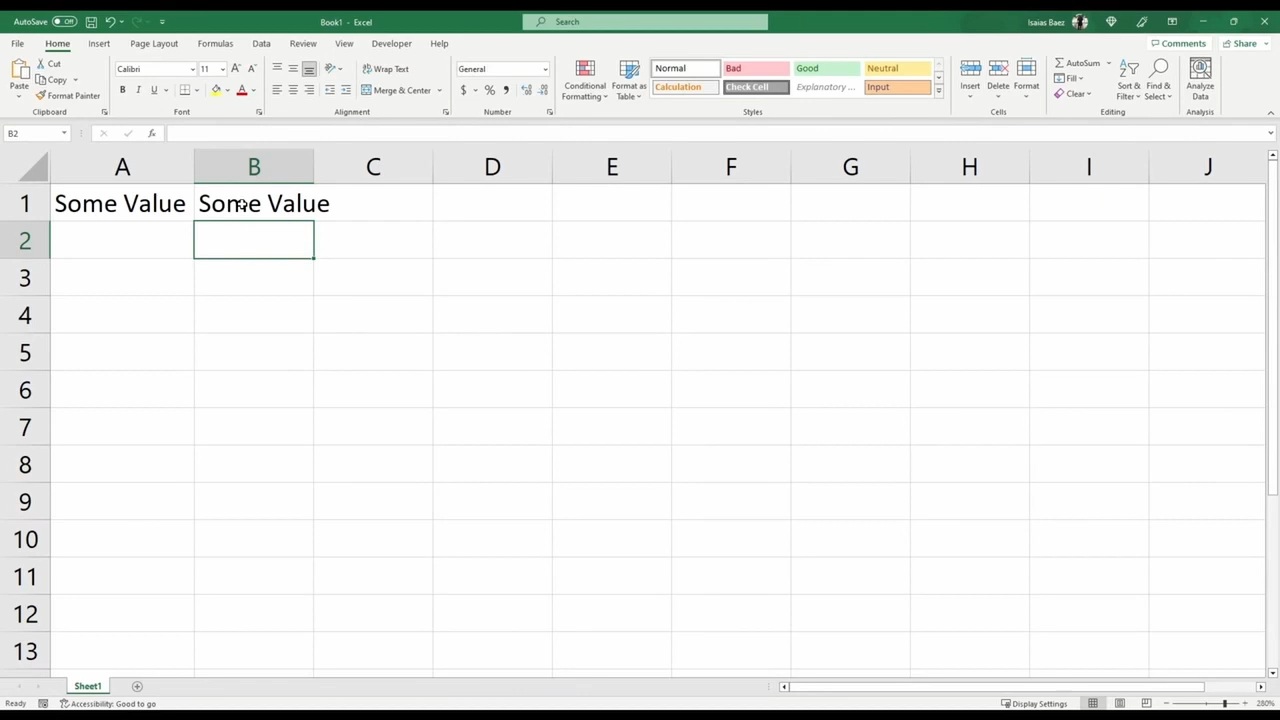 AutoSave Off Book1 - Excel Search Isaias Baez
File Home Insert Page Layout Formulas Data Review View Developer Help Comments Share
Paste Cut Copy Format Painter Clipboard
Calibri 11 B I U Font
Wrap Text Merge & Center Alignment
General $ % Number
Conditional Formatting Format as Table
Normal Bad Good Neutral
Calculation Check Cell Explanatory ... Input
Styles
Insert Delete Format Cells
AutoSum Fill Clear Sort & Filter Find & Select Editing
Analyze Data Analysis
B2 fx
A B C D E F G H I J
1 Some Value Some Value
2
3
4
5
6
7
8
9
10
11
12
13
Sheet1
Ready Accessibility: Good to go Display Settings 280%